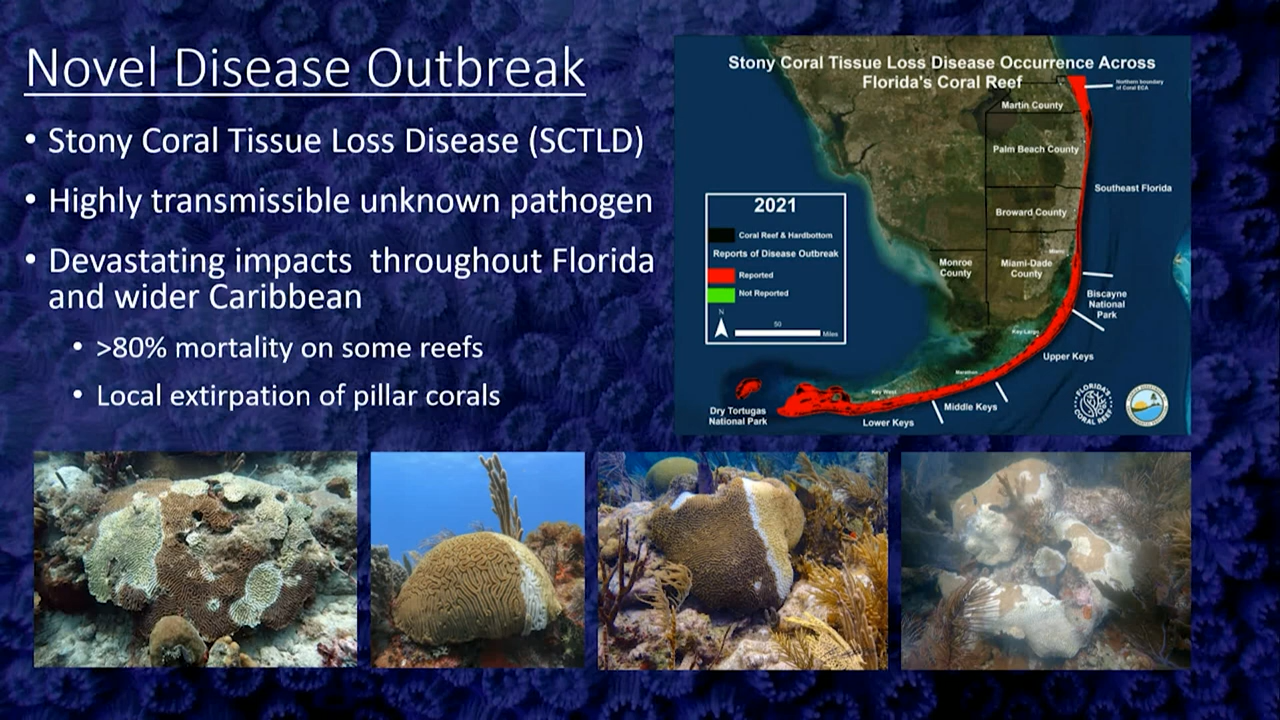 Novel Disease Outbreak
• Stony Coral Tissue Loss Disease (SCTLD)
• Highly transmissible unknown pathogen
• Devastating impacts throughout Florida
and wider Caribbean
• >80% mortality on some reefs
• Local extirpation of pillar corals
Stony Coral Tissue Loss Disease Occurrence Across
Florida's Coral Reef
Northern boundary
of Coral ECA
Martin County
Palm Beach County
Southeast Florida
Broward County
Miami
Monroe
County
Miami-Dade
County
Biscayne
National
Park
Key Largo
Upper Keys
Marathon
Middle Keys
Key West
Lower Keys
Dry Tortugas
National Park
2021
Coral Reef & Hardbottom
Reports of Disease Outbreak
Reported
Not Reported
N
50
Miles
FLORIDA'S
CORAL REEF